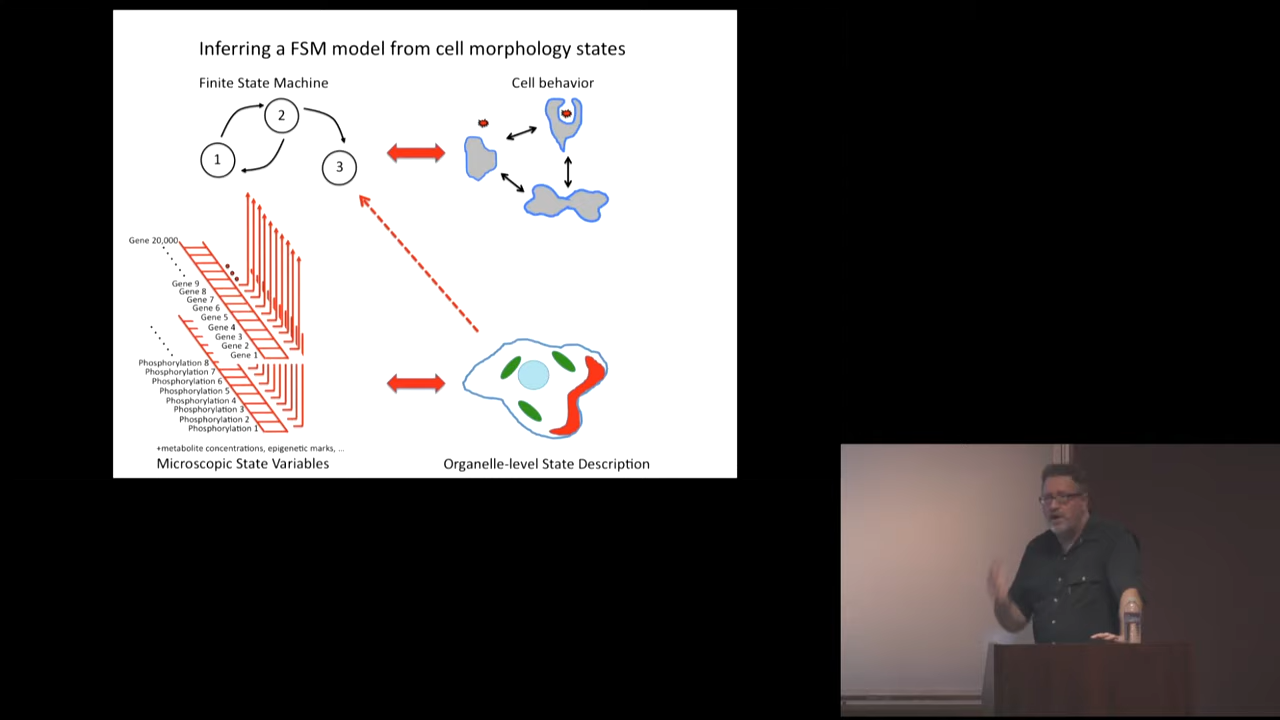 Inferring a FSM model from cell morphology states
Finite State Machine
Cell behavior
2
1
3
Gene 20,000
Gene 9
Gene 8
Gene 7
Gene 6
Gene 5
Gene 4
Gene 3
Gene 2
Gene 1
Phosphorylation 8
Phosphorylation 7
Phosphorylation 6
Phosphorylation 5
Phosphorylation 4
Phosphorylation 3
Phosphorylation 2
Phosphorylation 1
+metabolite concentrations, epigenetic marks, ...
Microscopic State Variables
Organelle-level State Description